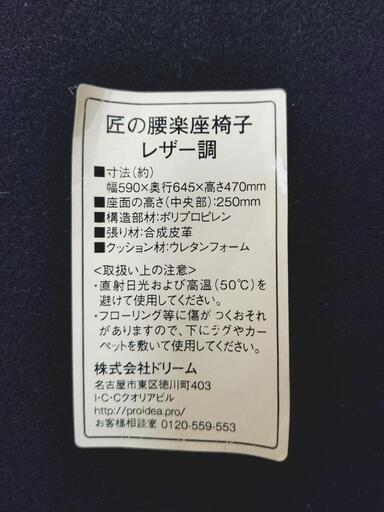 匠の腰楽座椅子
レザー調
■寸法(約)
幅590×奥行645×高さ470mm
■座面の高さ(中央部):250mm
■構造部材:ポリプロピレン
■張り材:合成皮革
■クッション材:ウレタンフォーム
<取扱い上の注意>
・直射日光および高温(50℃)を
避けて使用してください。
・フローリング等に傷がつくおそれ
がありますので、下にラグやカー
ペットを敷いて使用してください。
株式会社ドリーム
名古屋市東区徳川町403
I・C・Cクオリアビル
http://proidea.pro/
お客様相談室 0120-559-553